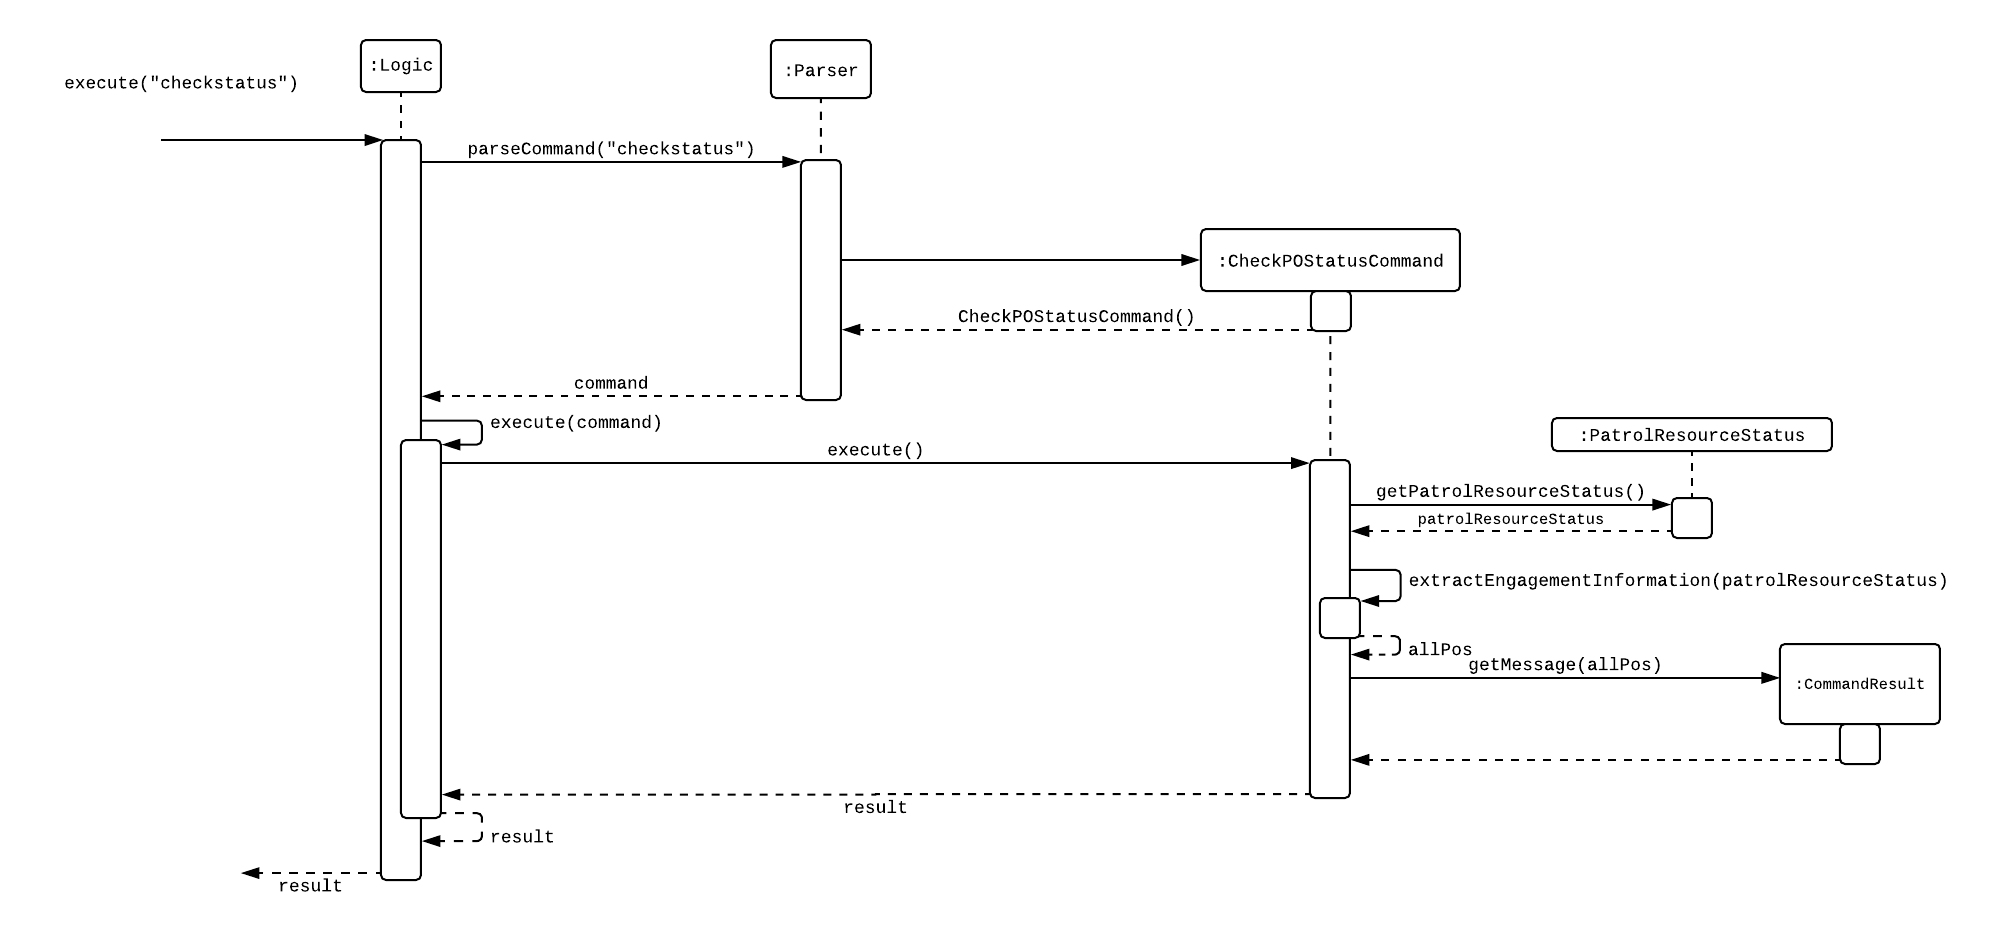 :Logic
:Parser
execute("checkstatus")
parseCommand("checkstatus")
:CheckPOStatusCommand
CheckPOStatusCommand()
command
execute(command)
:PatrolResourceStatus
execute()
getPatrolResourceStatus()
patrolResourceStatus
extractEngagementInformation(patrolResourceStatus)
allPos
getMessage(allPos)
:CommandResult
result
result
result